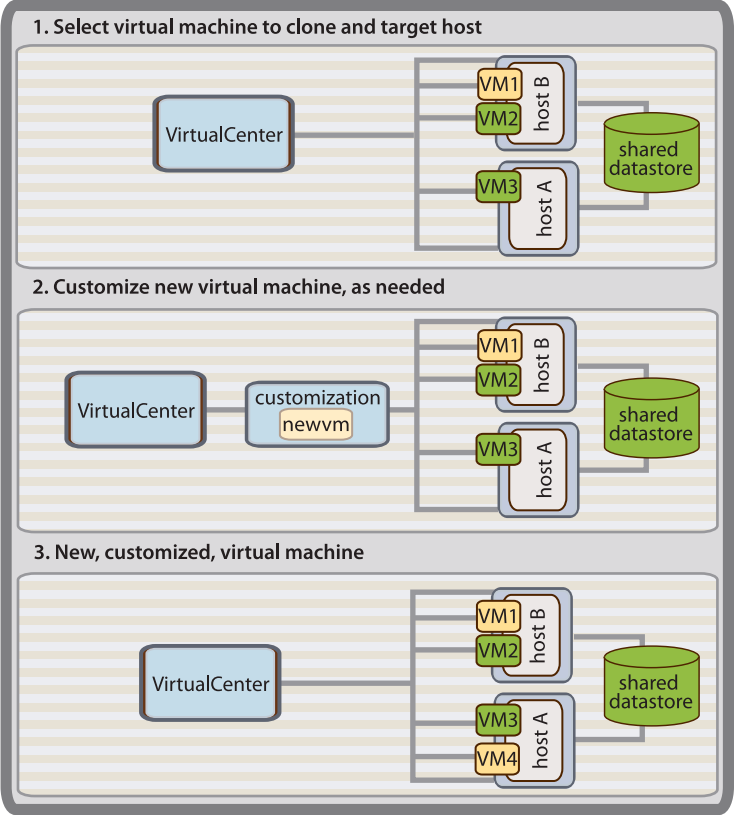 1. Select virtual machine to clone and target host
VirtualCenter
VM1
VM2
host B
VM3
host A
shared
datastore
2. Customize new virtual machine, as needed
VirtualCenter
customization
newvm
VM1
VM2
host B
VM3
host A
shared
datastore
3. New, customized, virtual machine
VirtualCenter
VM1
VM2
host B
VM3
VM4
host A
shared
datastore